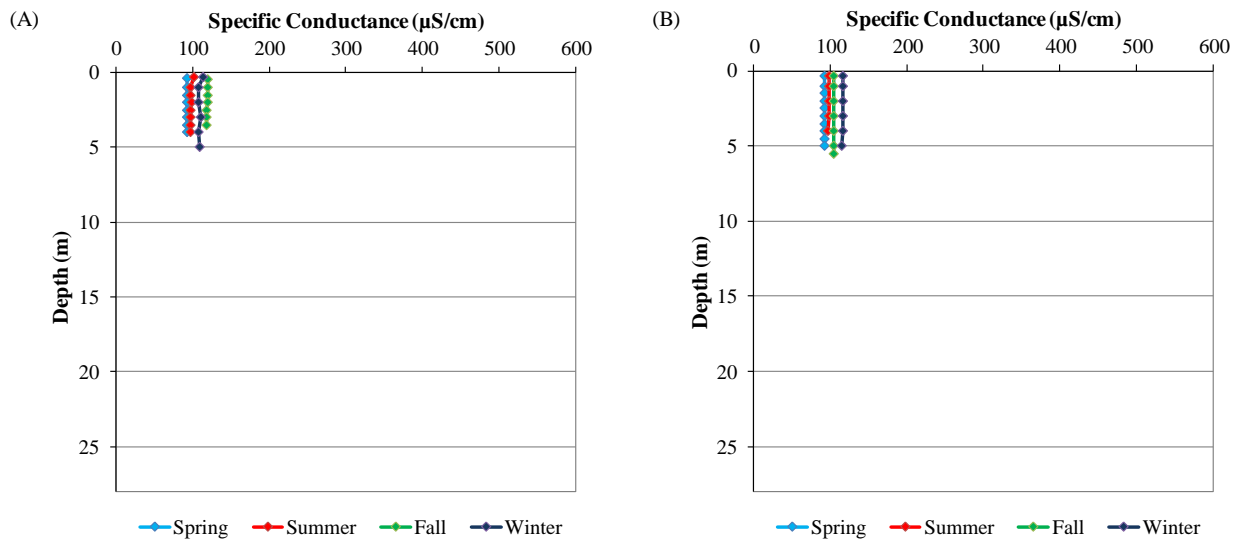 (A)
Specific Conductance (µS/cm)
0 100 200 300 400 500 600
0
5
10
15
20
25
Depth (m)
Spring Summer Fall Winter
(B)
Specific Conductance (µS/cm)
0 100 200 300 400 500 600
0
5
10
15
20
25
Depth (m)
Spring Summer Fall Winter